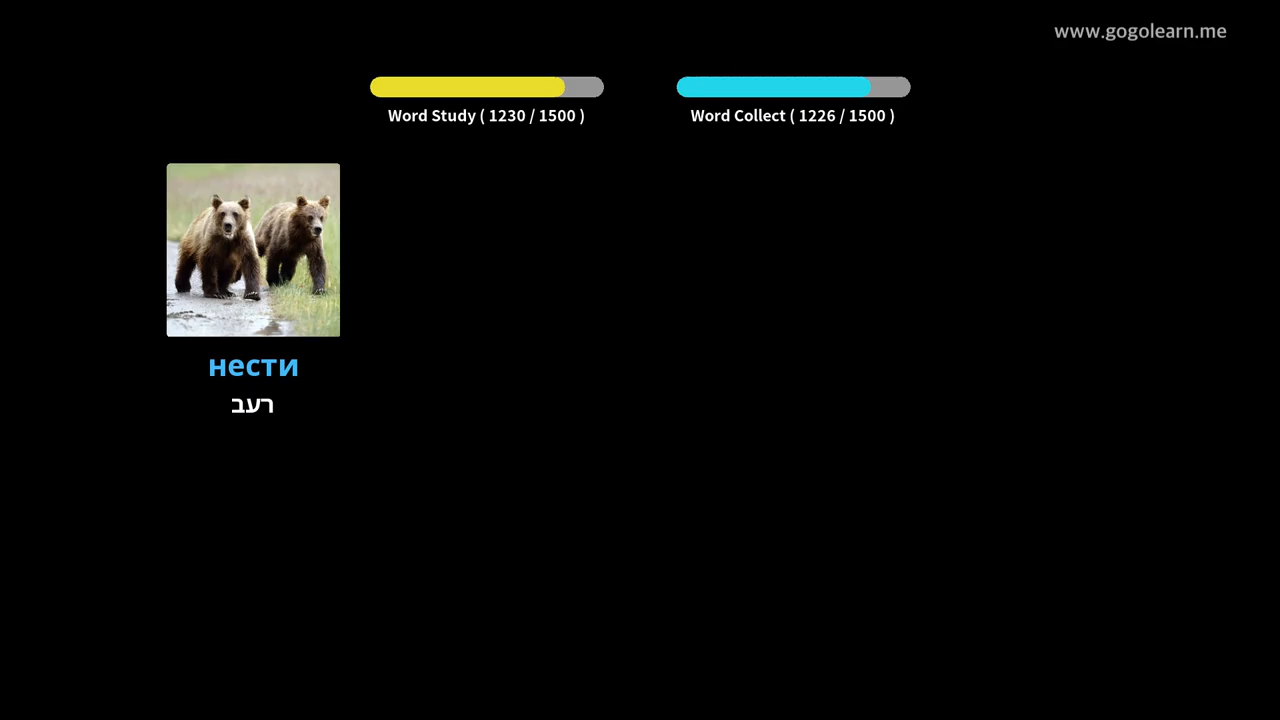 www.gogolearn.me
Word Study ( 1230 / 1500 )
Word Collect ( 1226 / 1500 )
нести
רעב